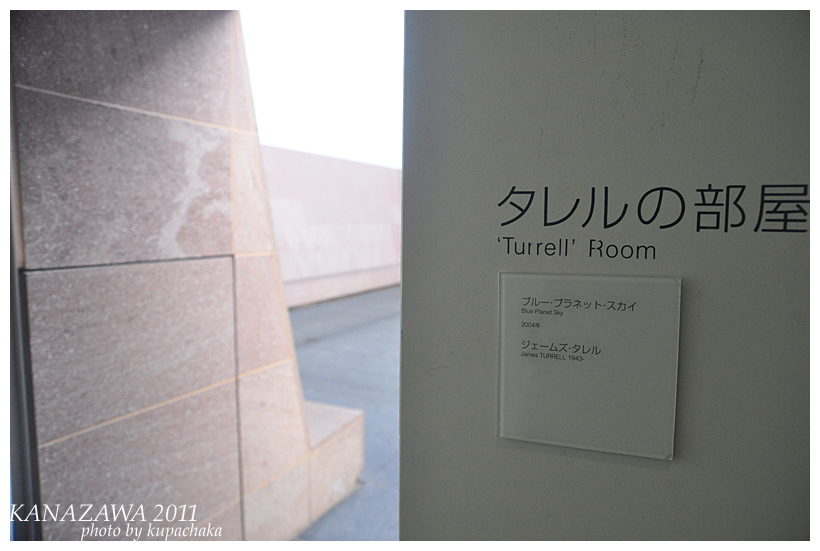 タレルの部屋
'Turrell' Room
ブルー・プラネット・スカイ
Blue Planet Sky
2004年
ジェームズ・タレル
James TURRELL 1943-
KANAZAWA 2011
photo by kupachaka